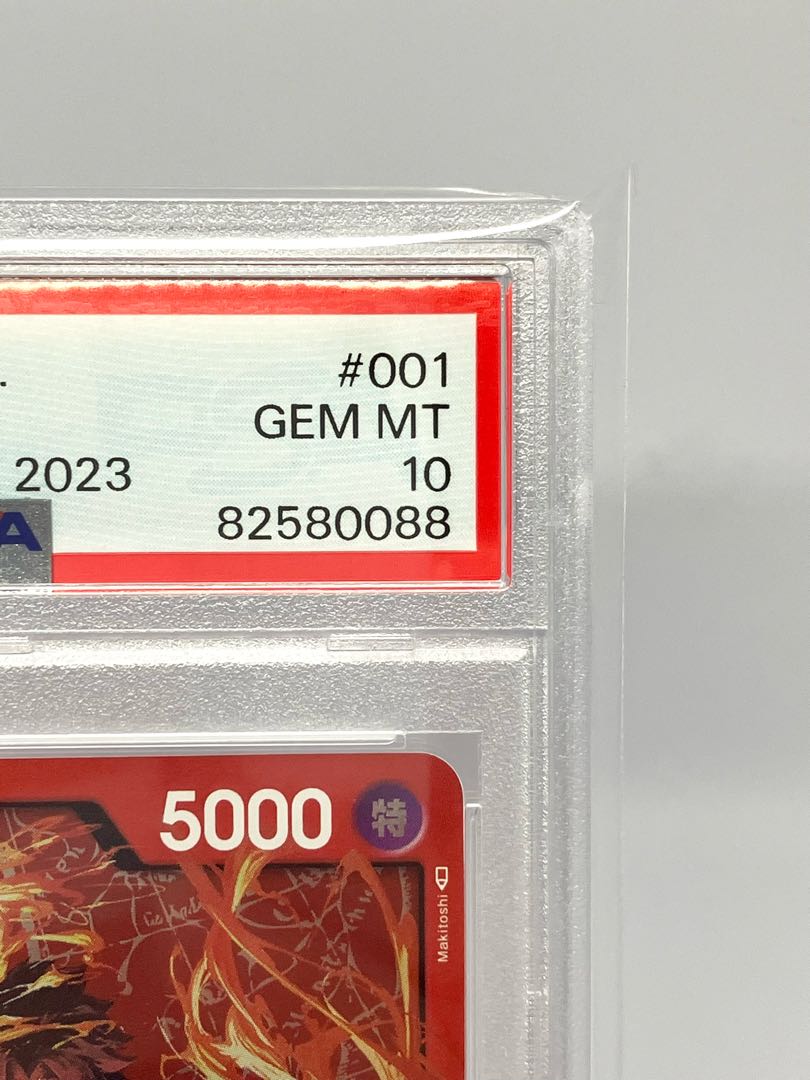 #001
GEM MT
2023 10
A 82580088
5000 特
Makitoshi